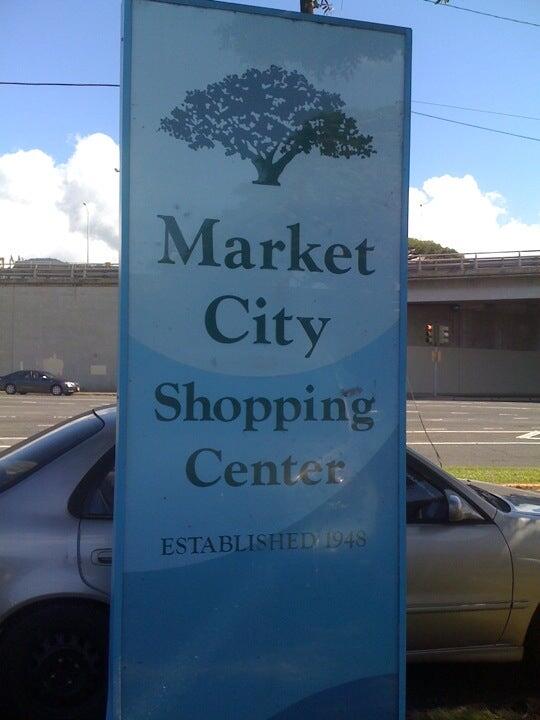 Market
City
Shopping
Center
ESTABLISHED 1948